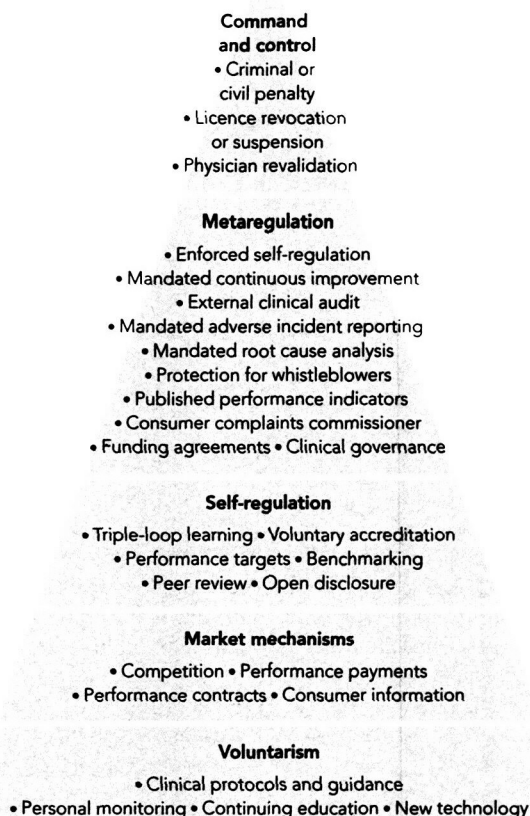 Command
and control
• Criminal or
civil penalty
• Licence revocation
or suspension
• Physician revalidation
Metaregulation
• Enforced self-regulation
• Mandated continuous improvement
• External clinical audit
• Mandated adverse incident reporting
• Mandated root cause analysis
• Protection for whistleblowers
• Published performance indicators
• Consumer complaints commissioner
• Funding agreements • Clinical governance
Self-regulation
• Triple-loop learning • Voluntary accreditation
• Performance targets • Benchmarking
• Peer review • Open disclosure
Market mechanisms
• Competition • Performance payments
• Performance contracts • Consumer information
Voluntarism
• Clinical protocols and guidance
• Personal monitoring • Continuing education • New technology